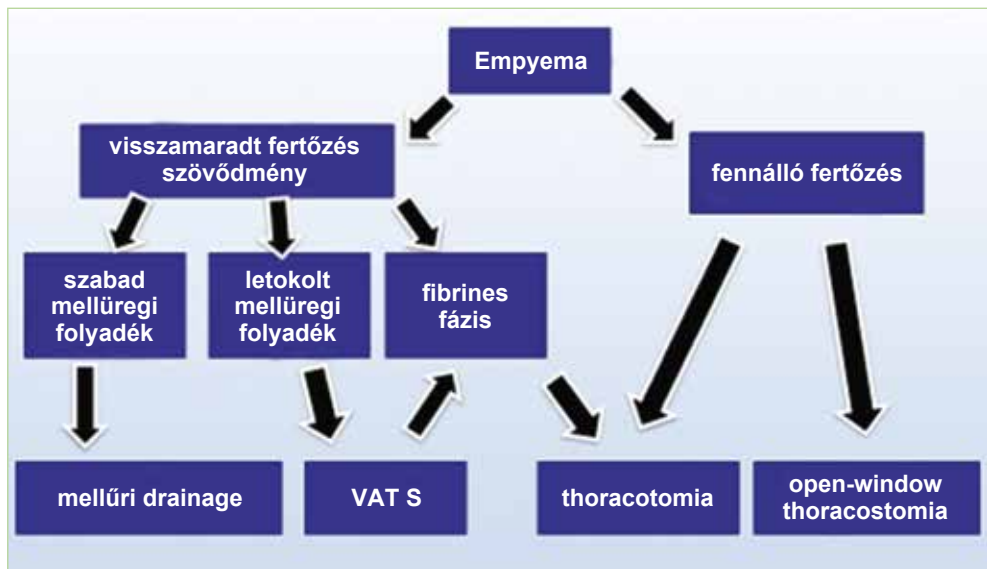 Empyema
visszamaradt fertőzés
szövődmény
fennálló fertőzés
szabad
mellüregi
folyadék
letokolt
mellüregi
folyadék
fibrines
fázis
mellűri drainage
VAT S
thoracotomia
open-window
thoracostomia